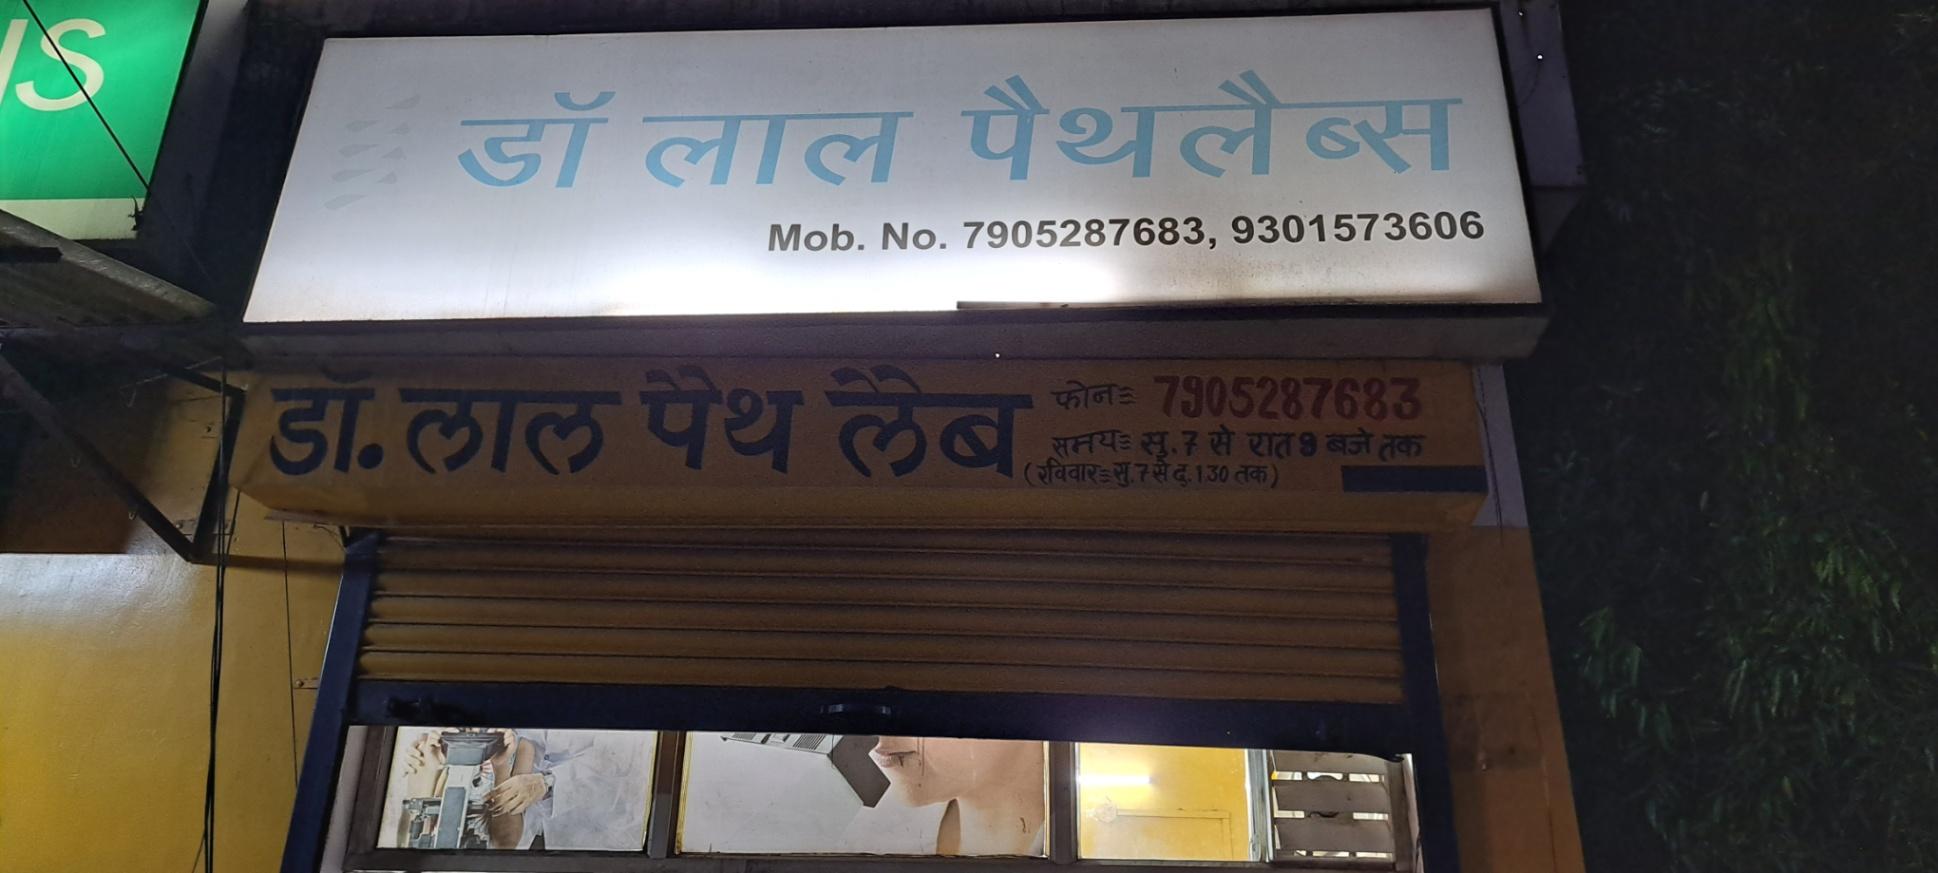 डॉ लाल पैथलैब्स
Mob. No. 7905287683, 9301573606
डॉ. लाल पैथ लैब
फोन:- 7905287683
समय:- सु. 7 से रात 9 बजे तक
(रविवार:- सु. 7 से दु. 1.30 तक)